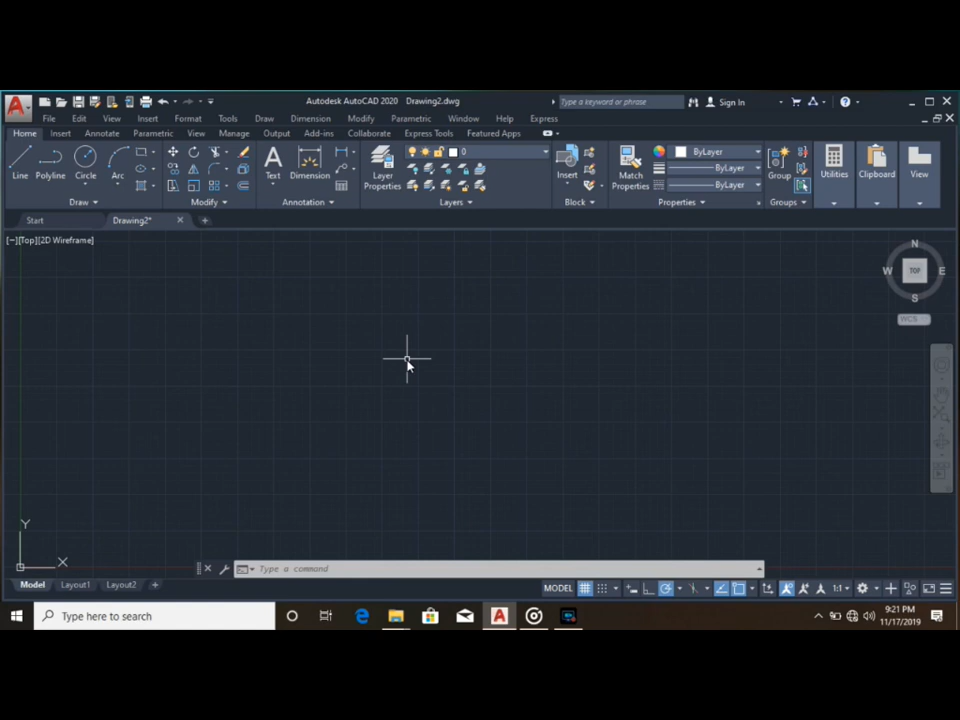 Autodesk AutoCAD 2020 Drawing2.dwg
Type a keyword or phrase
Sign In
File Edit View Insert Format Tools Draw Dimension Modify Parametric Window Help Express
Home Insert Annotate Parametric View Manage Output Add-ins Collaborate Express Tools Featured Apps
Line Polyline Circle Arc
Text Dimension
Layer Properties
0
Insert
Match Properties
ByLayer
ByLayer
ByLayer
Group
Utilities
Clipboard
View
Draw Modify Annotation Layers Block Properties Groups
Start Drawing2*
[−][Top][2D Wireframe]
N
W TOP E
S
WCS
Y
X
Type a command
Model Layout1 Layout2 +
MODEL
1:1
Type here to search
9:21 PM
11/17/2019